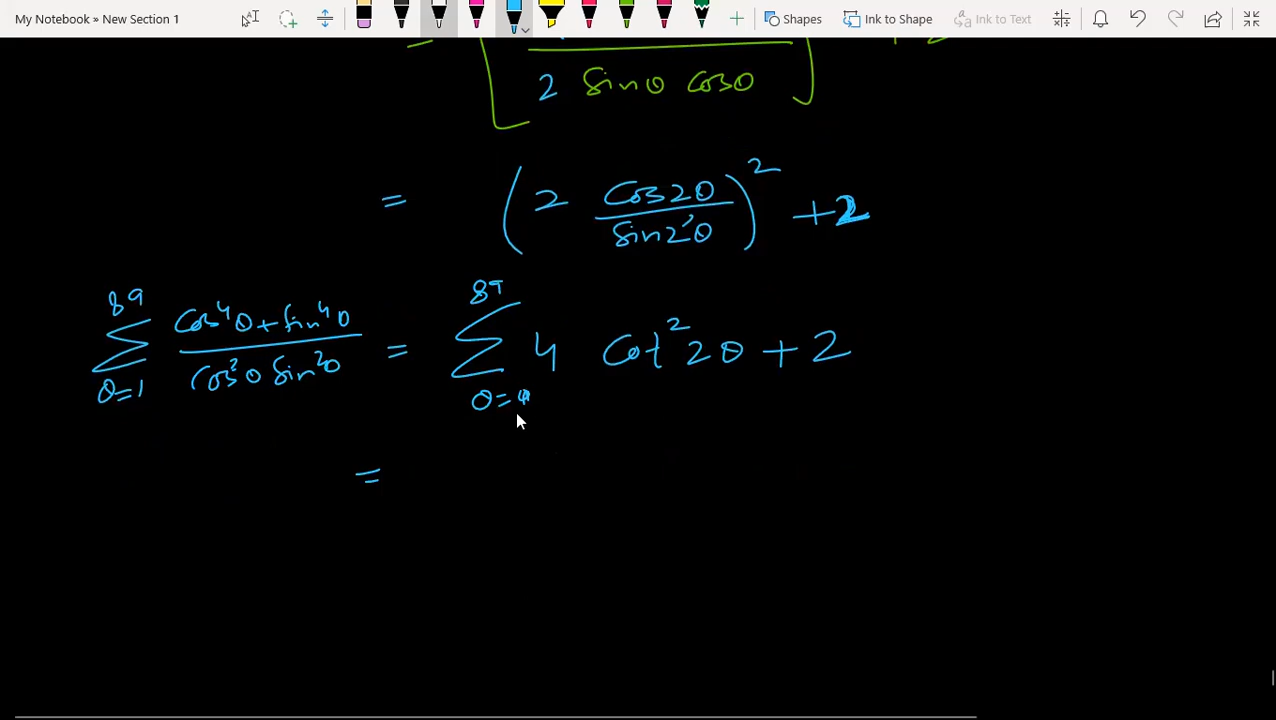 My Notebook » New Section 1
Shapes Ink to Shape Ink to Text
2 Sinθ Cosθ
= (2 Cos2θ / Sin2θ)² + 2
89 Σ θ=1 Cos⁴θ + Sin⁴θ / Cos²θ Sin²θ = 89 Σ θ= 4 Cot²2θ + 2
=